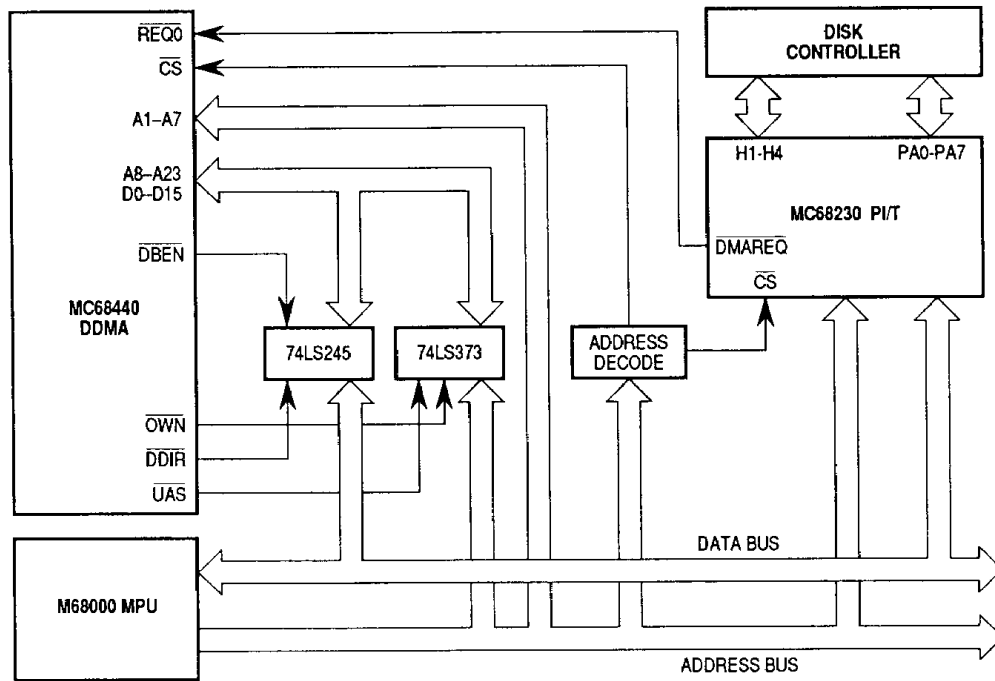 REQ0
CS
A1–A7
A8–A23
D0–D15
DBEN
MC68440
DDMA
OWN
DDIR
UAS
74LS245
74LS373
ADDRESS
DECODE
DISK
CONTROLLER
H1-H4
PA0-PA7
MC68230 PI/T
DMAREQ
CS
M68000 MPU
DATA BUS
ADDRESS BUS